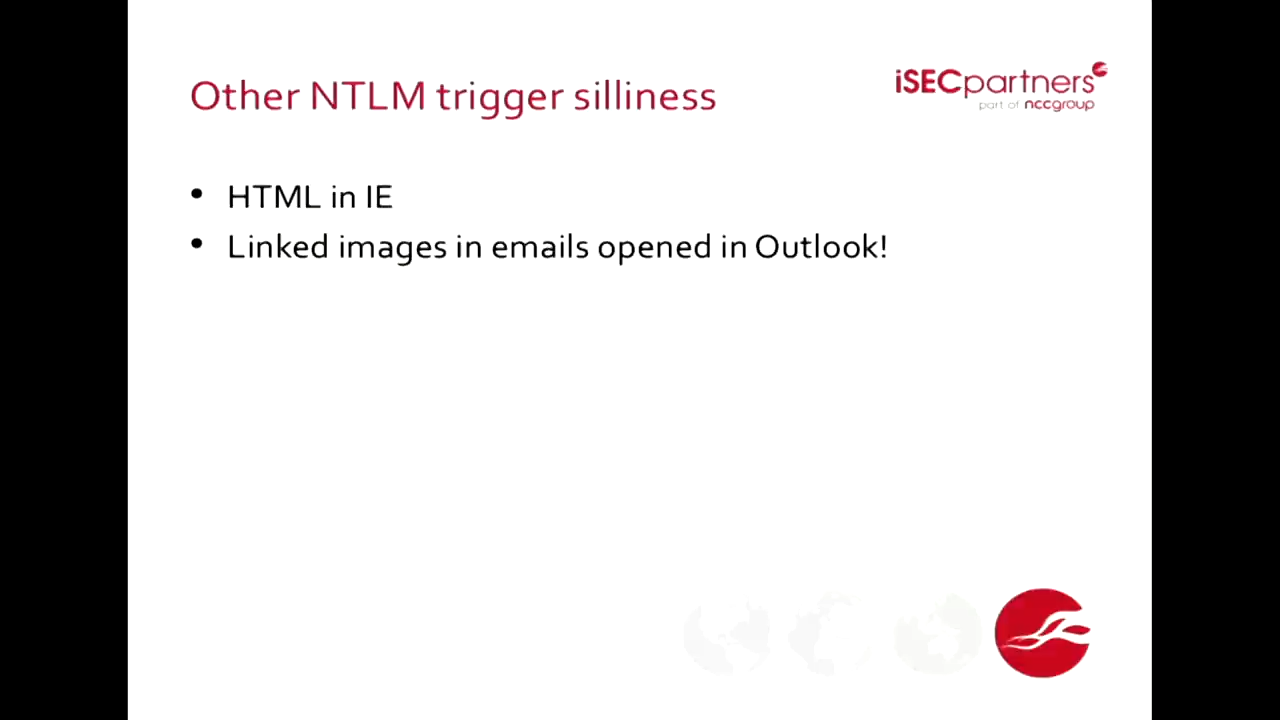 Other NTLM trigger silliness
iSECpartners
part of nccgroup
• HTML in IE
• Linked images in emails opened in Outlook!